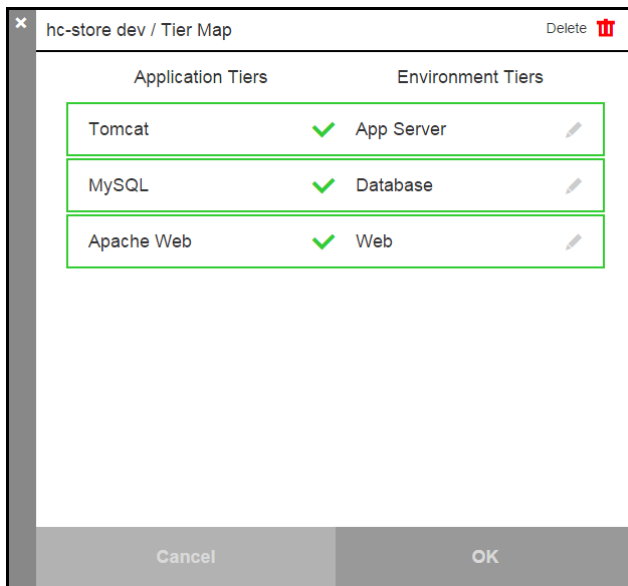 hc-store dev / Tier Map Delete
Application Tiers Environment Tiers
Tomcat App Server
MySQL Database
Apache Web Web
Cancel OK